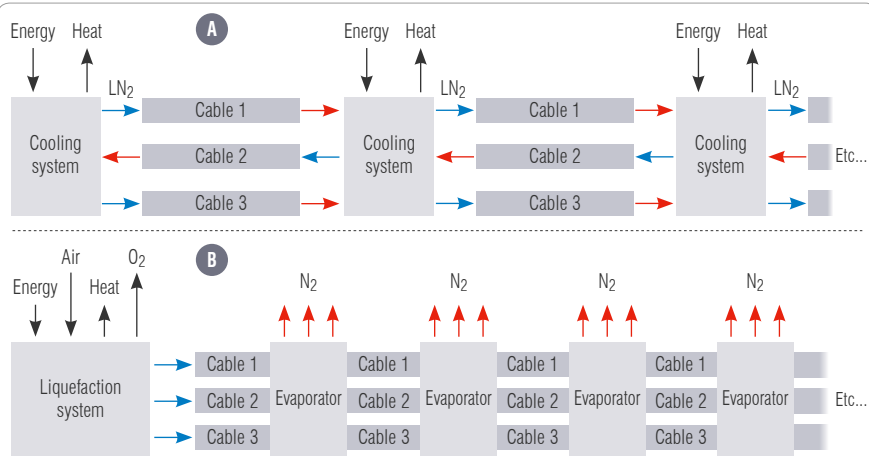 A
Energy Heat
Energy Heat
Energy Heat
LN2
LN2
LN2
Cooling
system
Cable 1
Cable 2
Cable 3
Cooling
system
Cable 1
Cable 2
Cable 3
Cooling
system
Etc...
B
Air O2
Energy Heat
N2 N2 N2 N2
Liquefaction
system
Cable 1 Cable 1 Cable 1 Cable 1
Cable 2 Evaporator Cable 2 Evaporator Cable 2 Evaporator Cable 2 Evaporator Etc...
Cable 3 Cable 3 Cable 3 Cable 3